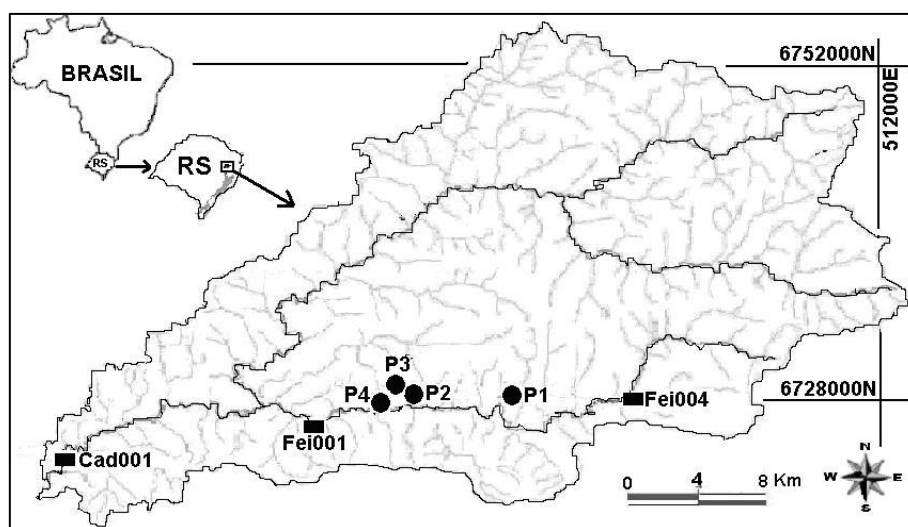 BRASIL
RS
RS
6752000N
512000E
P3
P4
P2
P1
Fei004
6728000N
Fei001
Cad001
0 4 8 Km
N
W E
S